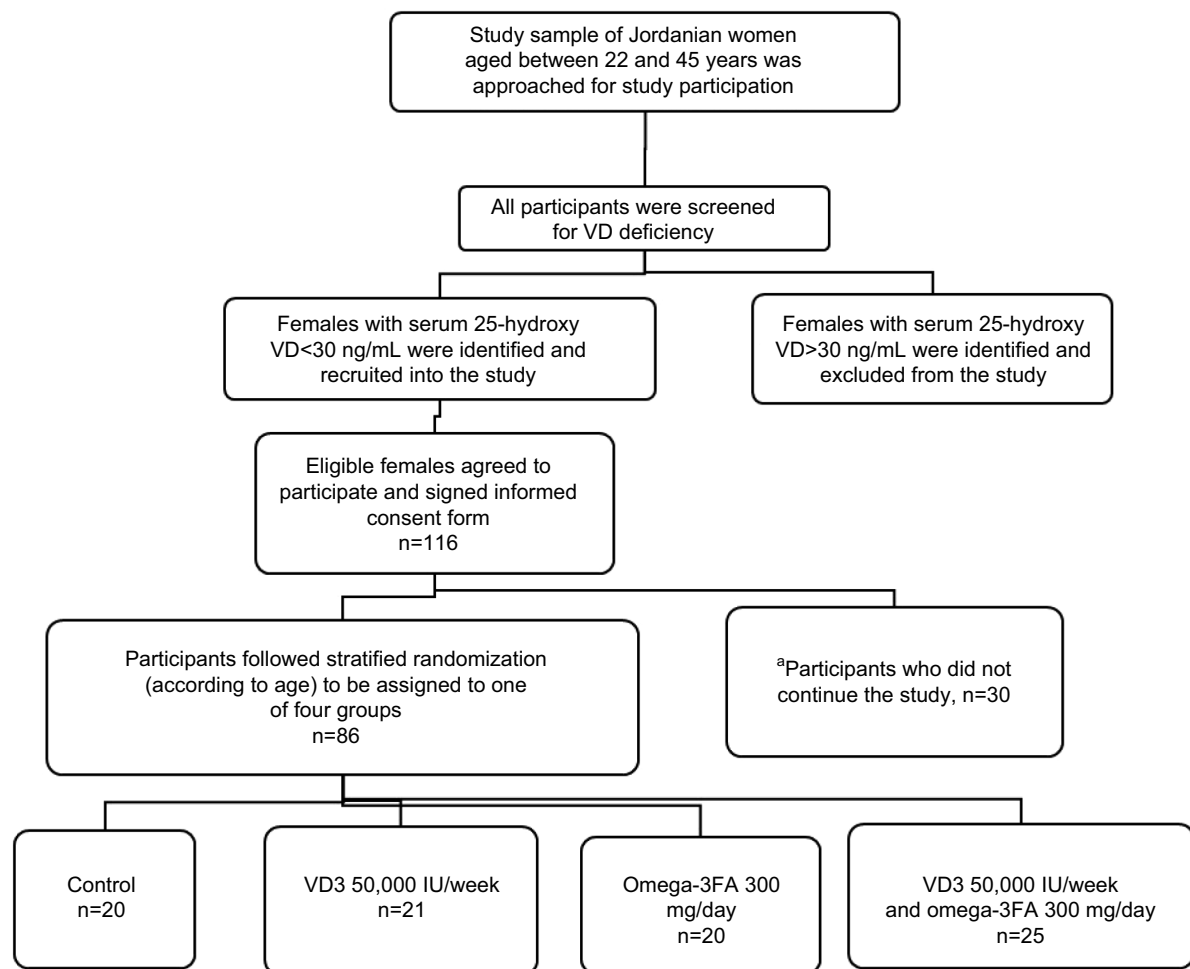 Study sample of Jordanian women
aged between 22 and 45 years was
approached for study participation
All participants were screened
for VD deficiency
Females with serum 25-hydroxy
VD<30 ng/mL were identified and
recruited into the study
Females with serum 25-hydroxy
VD>30 ng/mL were identified and
excluded from the study
Eligible females agreed to
participate and signed informed
consent form
n=116
Participants followed stratified randomization
(according to age) to be assigned to one
of four groups
n=86
aParticipants who did not
continue the study, n=30
Control
n=20
VD3 50,000 IU/week
n=21
Omega-3FA 300
mg/day
n=20
VD3 50,000 IU/week
and omega-3FA 300 mg/day
n=25